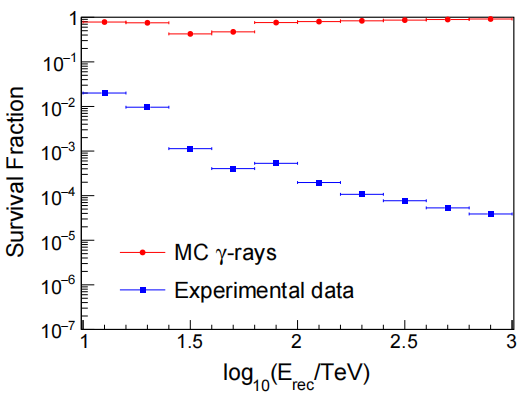 1
10⁻¹
10⁻²
10⁻³
10⁻⁴
10⁻⁵
10⁻⁶
10⁻⁷
Survival Fraction
MC γ-rays
Experimental data
1 1.5 2 2.5 3
log₁₀(E_rec/TeV)